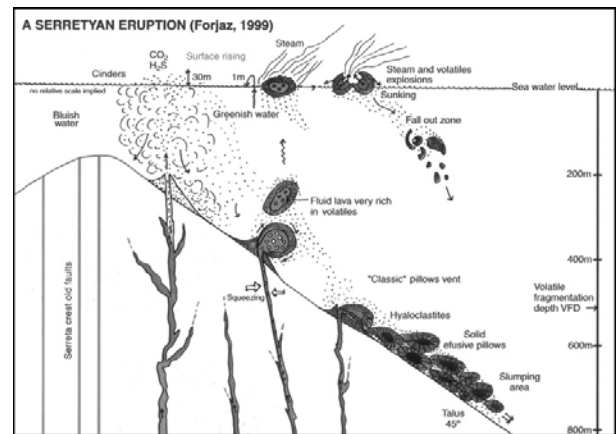 A SERRETYAN ERUPTION (Forjaz, 1999)
CO2
H2S
Surface rising
Steam
Cinders
30m
1m
Steam and volatiles
explosions
Sea water level
no relative scale implied
Greenish water
Sunking
Bluish
water
Fall out zone
200m
Fluid lava very rich
in volatiles
400m
"Classic" pillows vent
Squeezing
Volatile
fragmentation
depth VFD
Hyaloclastites
Solid
efusive pillows
600m
Slumping
area
Talus
45°
800m
Serreta crest old faults